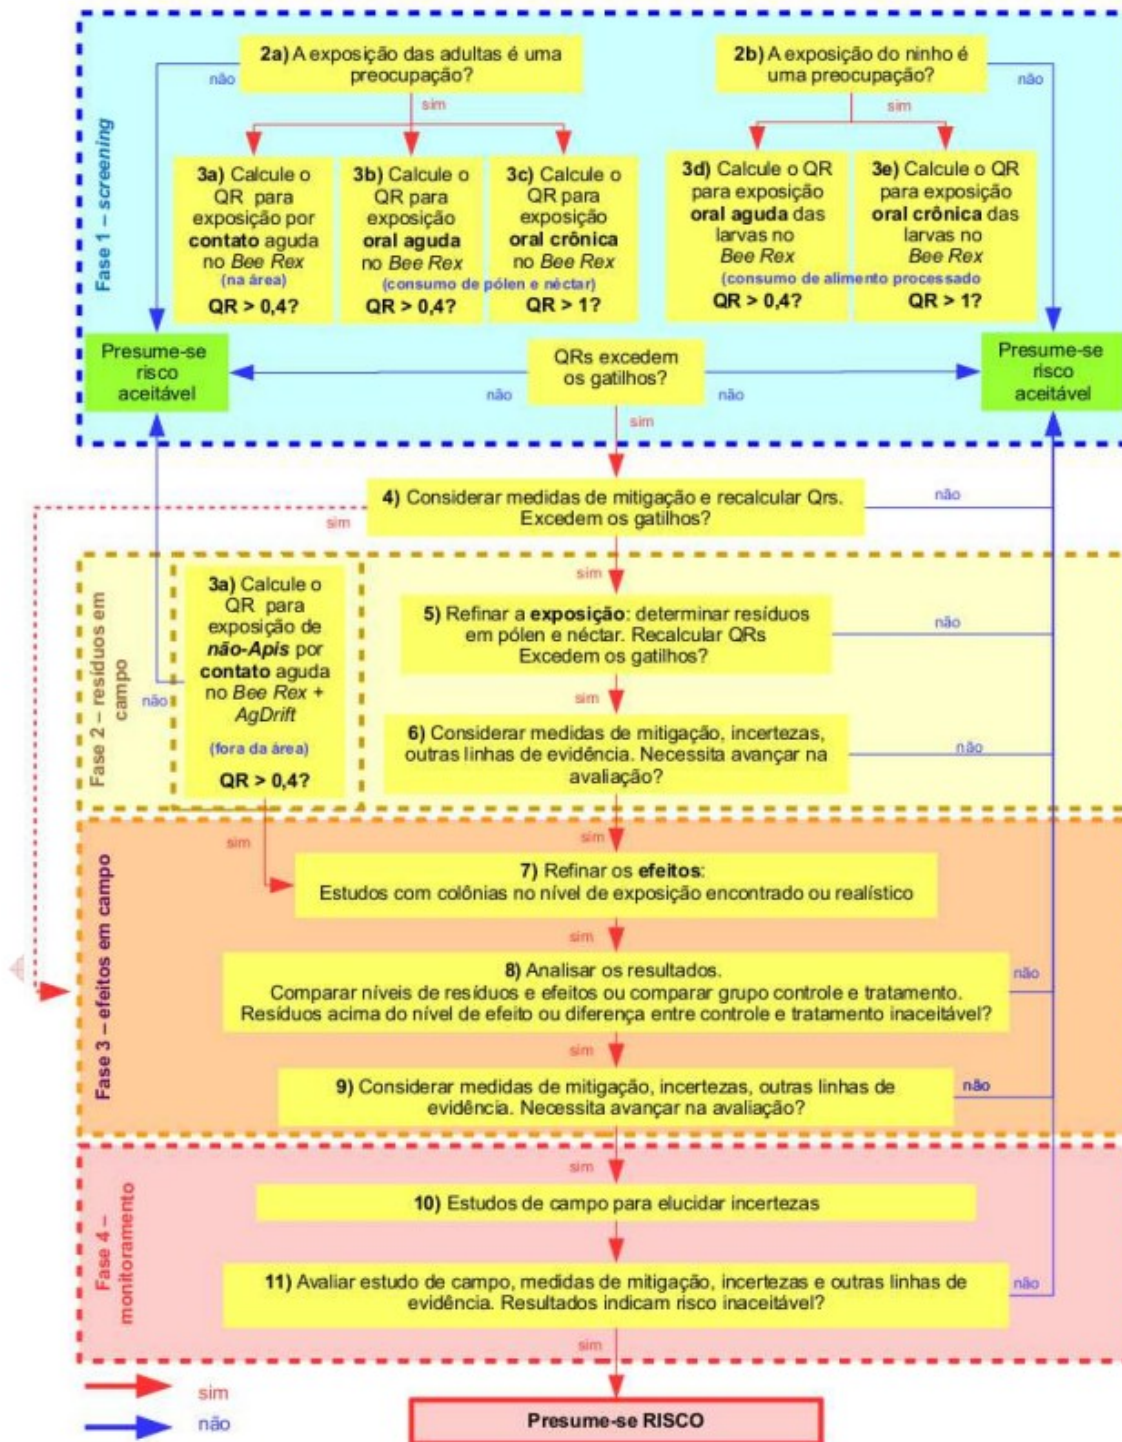 Fase 1 – screening
2a) A exposição das adultas é uma
preocupação?
não
sim
2b) A exposição do ninho é
uma preocupação?
não
sim
3a) Calcule o
QR para
exposição por
contato aguda
no Bee Rex
(na área)
QR > 0,4?
3b) Calcule o
QR para
exposição
oral aguda
no Bee Rex
3c) Calcule o
QR para
exposição
oral crônica
no Bee Rex
(consumo de pólen e néctar)
QR > 0,4?
QR > 1?
3d) Calcule o QR
para exposição
oral aguda das
larvas no
Bee Rex
3e) Calcule o QR
para exposição
oral crônica das
larvas no
Bee Rex
(consumo de alimento processado
QR > 0,4?
QR > 1?
Presume-se
risco
aceitável
QRs excedem
os gatilhos?
não
não
sim
Presume-se
risco
aceitável
4) Considerar medidas de mitigação e recalcular Qrs.
Excedem os gatilhos?
não
sim
sim
Fase 2 – resíduos em
campo
3a) Calcule o
QR para
exposição de
não-Apis por
contato aguda
no Bee Rex +
AgDrift
(fora da área)
QR > 0,4?
não
sim
5) Refinar a exposição: determinar resíduos
em pólen e néctar. Recalcular QRs
Excedem os gatilhos?
não
sim
6) Considerar medidas de mitigação, incertezas,
outras linhas de evidência. Necessita avançar na
avaliação?
não
sim
Fase 3 – efeitos em campo
7) Refinar os efeitos:
Estudos com colônias no nível de exposição encontrado ou realístico
sim
8) Analisar os resultados.
Comparar níveis de resíduos e efeitos ou comparar grupo controle e tratamento.
Resíduos acima do nível de efeito ou diferença entre controle e tratamento inaceitável?
não
sim
9) Considerar medidas de mitigação, incertezas, outras linhas de
evidência. Necessita avançar na avaliação?
não
sim
Fase 4 –
monitoramento
10) Estudos de campo para elucidar incertezas
11) Avaliar estudo de campo, medidas de mitigação, incertezas e outras linhas de
evidência. Resultados indicam risco inaceitável?
não
sim
sim
não
Presume-se RISCO